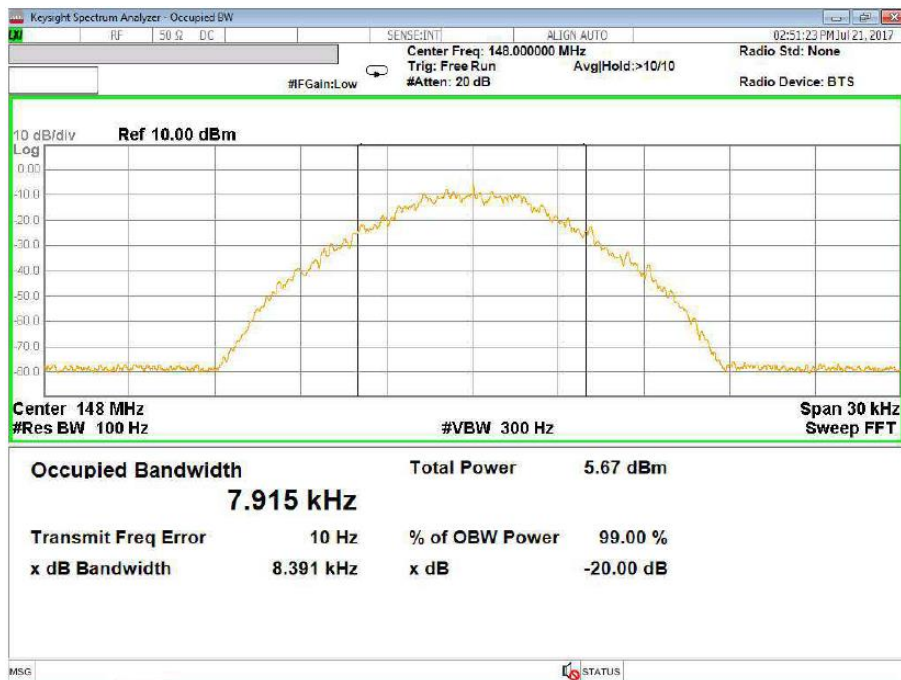 Keysight Spectrum Analyzer - Occupied BW
LXI RF 50 Ω DC SENSE:INT ALIGN AUTO 02:51:23 PM Jul 21, 2017
Center Freq: 148.000000 MHz Radio Std: None
Trig: Free Run Avg|Hold:>10/10
#IFGain:Low #Atten: 20 dB Radio Device: BTS
10 dB/div Ref 10.00 dBm
Log
0.00
-10.0
-20.0
-30.0
-40.0
-50.0
-60.0
-70.0
-80.0
Center 148 MHz Span 30 kHz
#Res BW 100 Hz #VBW 300 Hz Sweep FFT
Occupied Bandwidth Total Power 5.67 dBm
7.915 kHz
Transmit Freq Error 10 Hz % of OBW Power 99.00 %
x dB Bandwidth 8.391 kHz x dB -20.00 dB
MSG STATUS